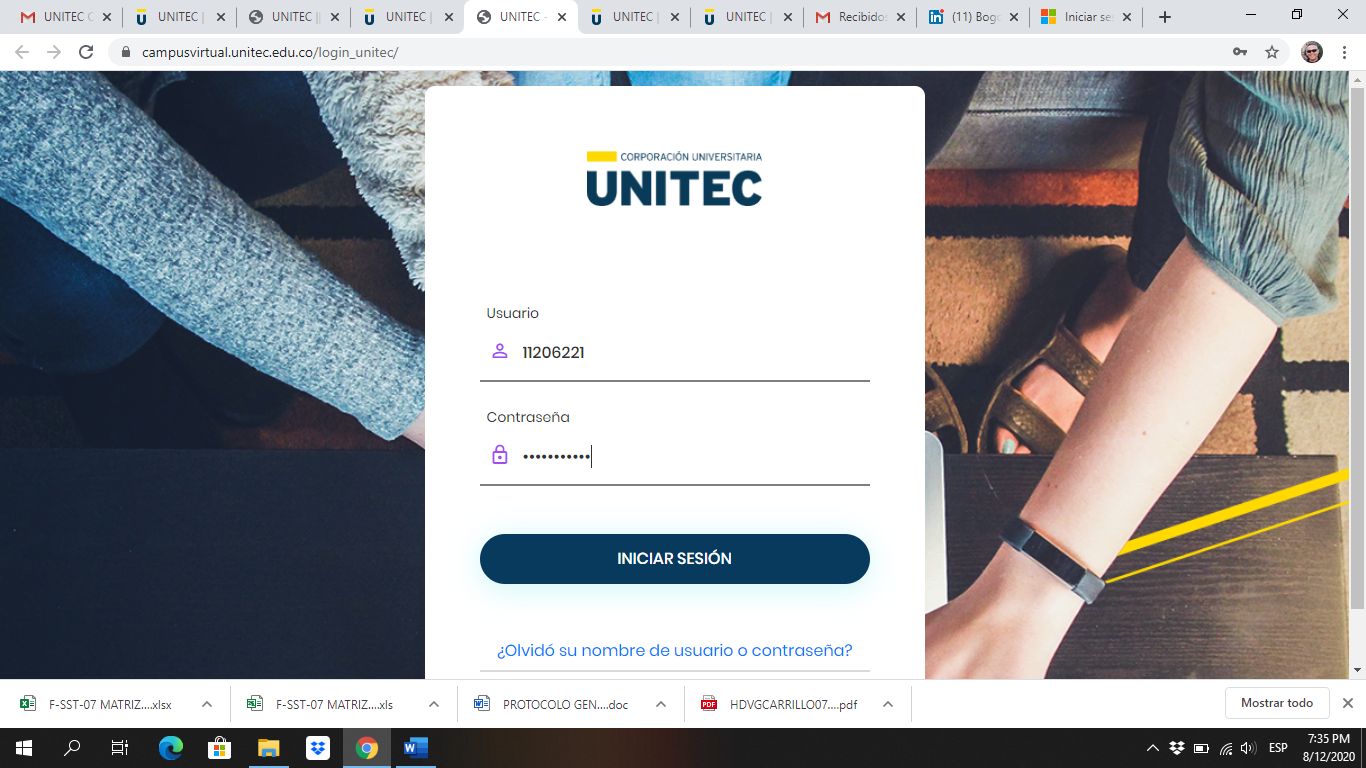 UNITEC C
UNITEC |
UNITEC ||
UNITEC |
UNITEC -
UNITEC |
UNITEC |
Recibidos
(11) Bogo
Iniciar ses
campusvirtual.unitec.edu.co/login_unitec/
CORPORACIÓN UNIVERSITARIA
UNITEC
Usuario
11206221
Contraseña
•••••••••••
INICIAR SESIÓN
¿Olvidó su nombre de usuario o contraseña?
F-SST-07 MATRIZ....xlsx
F-SST-07 MATRIZ....xls
PROTOCOLO GEN....doc
HDVGCARRILLO07....pdf
Mostrar todo
ESP
7:35 PM
8/12/2020